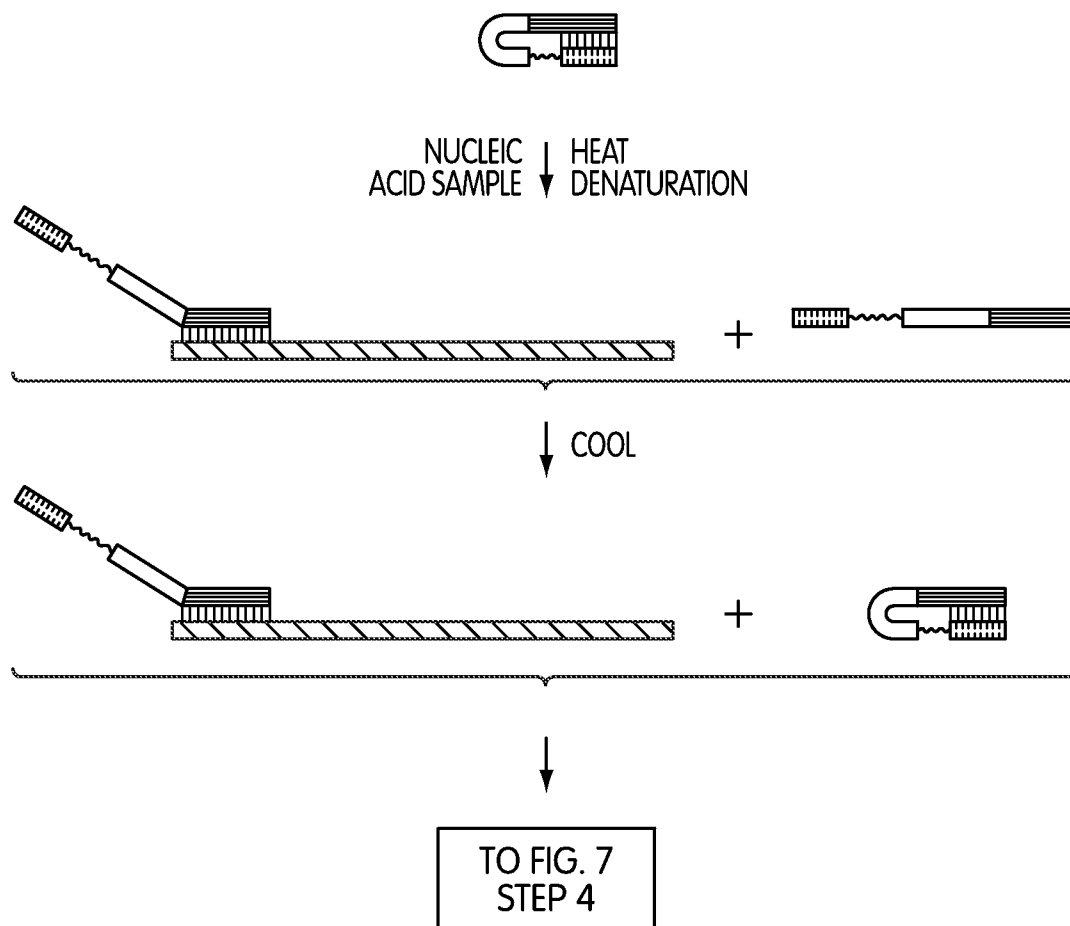 NUCLEIC
ACID SAMPLE
HEAT
DENATURATION
+
COOL
+
TO FIG. 7
STEP 4